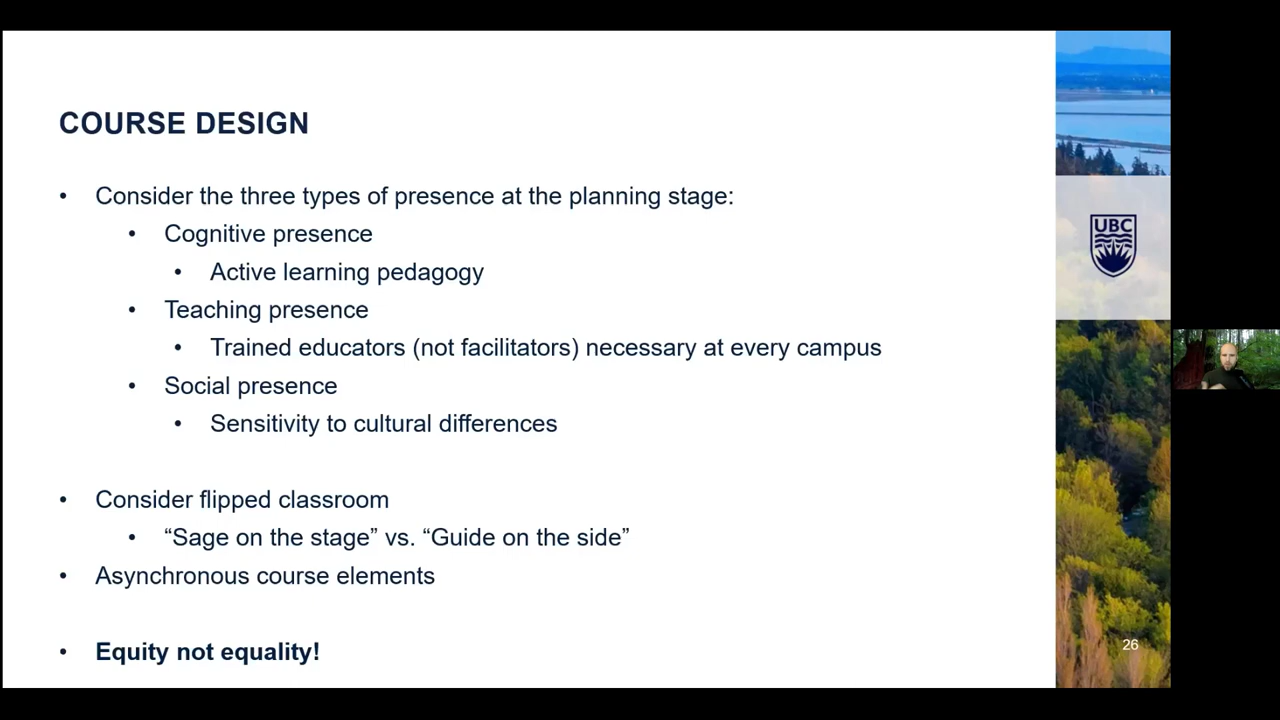 COURSE DESIGN
• Consider the three types of presence at the planning stage:
• Cognitive presence
• Active learning pedagogy
• Teaching presence
• Trained educators (not facilitators) necessary at every campus
• Social presence
• Sensitivity to cultural differences
• Consider flipped classroom
• “Sage on the stage” vs. “Guide on the side”
• Asynchronous course elements
• Equity not equality!
UBC
26